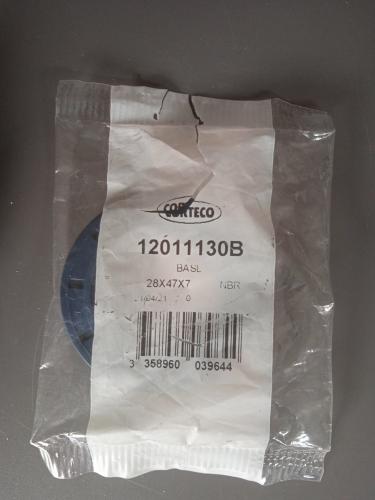 CORTECO
12011130B
BASL
28X47X7 NBR
3 358960 039644